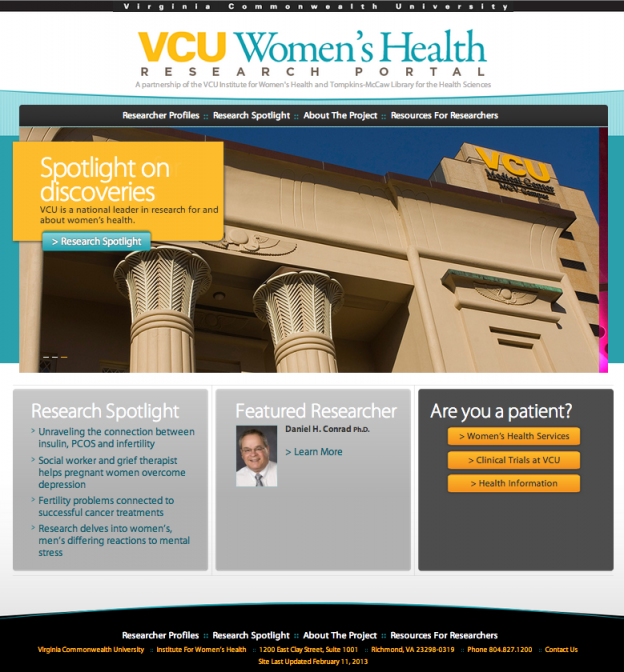 Virginia Commonwealth University
VCU Women's Health
RESEARCH PORTAL
A partnership of the VCU Institute for Women's Health and Tompkins-McCaw Library for the Health Sciences
Researcher Profiles :: Research Spotlight :: About The Project :: Resources For Researchers
Spotlight on
discoveries
VCU is a national leader in research for and
about women's health.
> Research Spotlight
VCU
Medical Center
Research Spotlight
> Unraveling the connection between
insulin, PCOS and infertility
> Social worker and grief therapist
helps pregnant women overcome
depression
> Fertility problems connected to
successful cancer treatments
> Research delves into women's,
men's differing reactions to mental
stress
Featured Researcher
Daniel H. Conrad Ph.D.
> Learn More
Are you a patient?
> Women's Health Services
> Clinical Trials at VCU
> Health Information
Researcher Profiles :: Research Spotlight :: About The Project :: Resources For Researchers
Virginia Commonwealth University :: Institute For Women's Health :: 1200 East Clay Street, Suite 1001 :: Richmond, VA 23298-0319 :: Phone 804.827.1200 :: Contact Us
Site Last Updated February 11, 2013